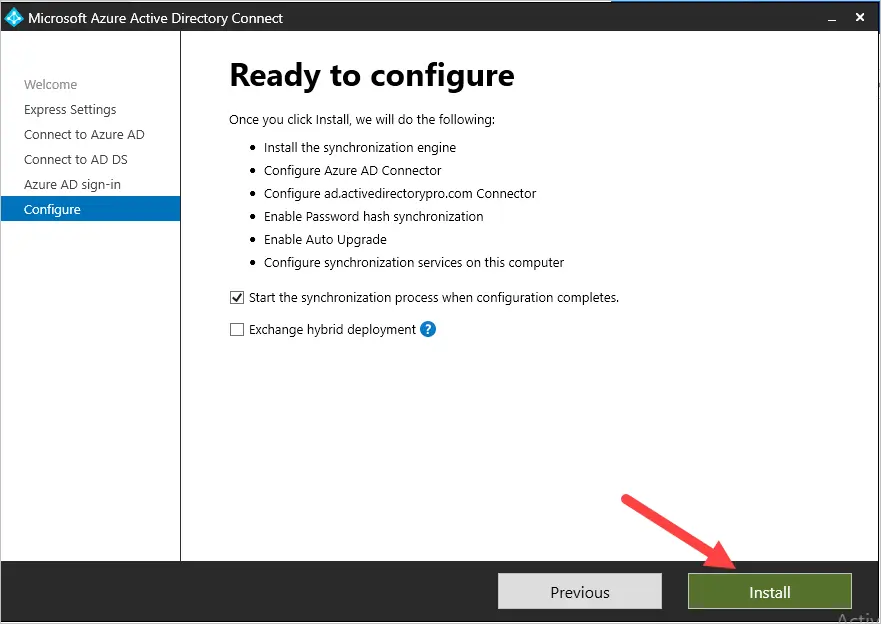 Microsoft Azure Active Directory Connect
Welcome
Express Settings
Connect to Azure AD
Connect to AD DS
Azure AD sign-in
Configure
Ready to configure
Once you click Install, we will do the following:
Install the synchronization engine
Configure Azure AD Connector
Configure ad.activedirectorypro.com Connector
Enable Password hash synchronization
Enable Auto Upgrade
Configure synchronization services on this computer
Start the synchronization process when configuration completes.
Exchange hybrid deployment ?
Previous
Install